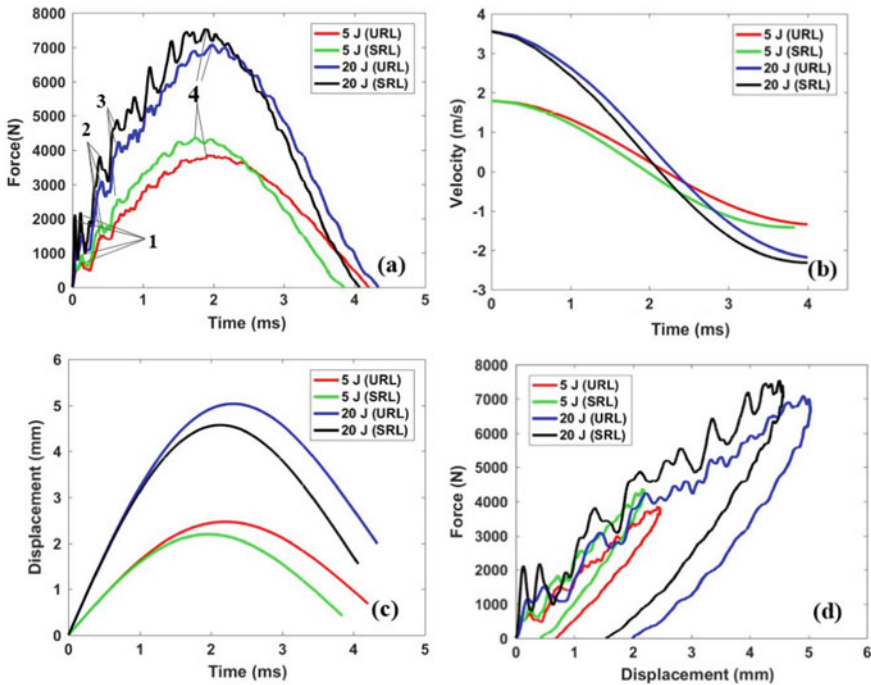 8000
7000
6000
5000
4000
3000
2000
1000
0
Force(N)
5 J (URL)
5 J (SRL)
20 J (URL)
20 J (SRL)
1
2
3
4
(a)
0
1
2
3
4
5
Time (ms)
4
3
2
1
0
-1
-2
-3
Velocity (m/s)
5 J (URL)
5 J (SRL)
20 J (URL)
20 J (SRL)
(b)
0
1
2
3
4
Time (ms)
6
5
4
3
2
1
0
Displacement (mm)
5 J (URL)
5 J (SRL)
20 J (URL)
20 J (SRL)
(c)
0
1
2
3
4
5
Time (ms)
8000
7000
6000
5000
4000
3000
2000
1000
0
Force (N)
5 J (URL)
5 J (SRL)
20 J (URL)
20 J (SRL)
(d)
0
1
2
3
4
5
6
Displacement (mm)